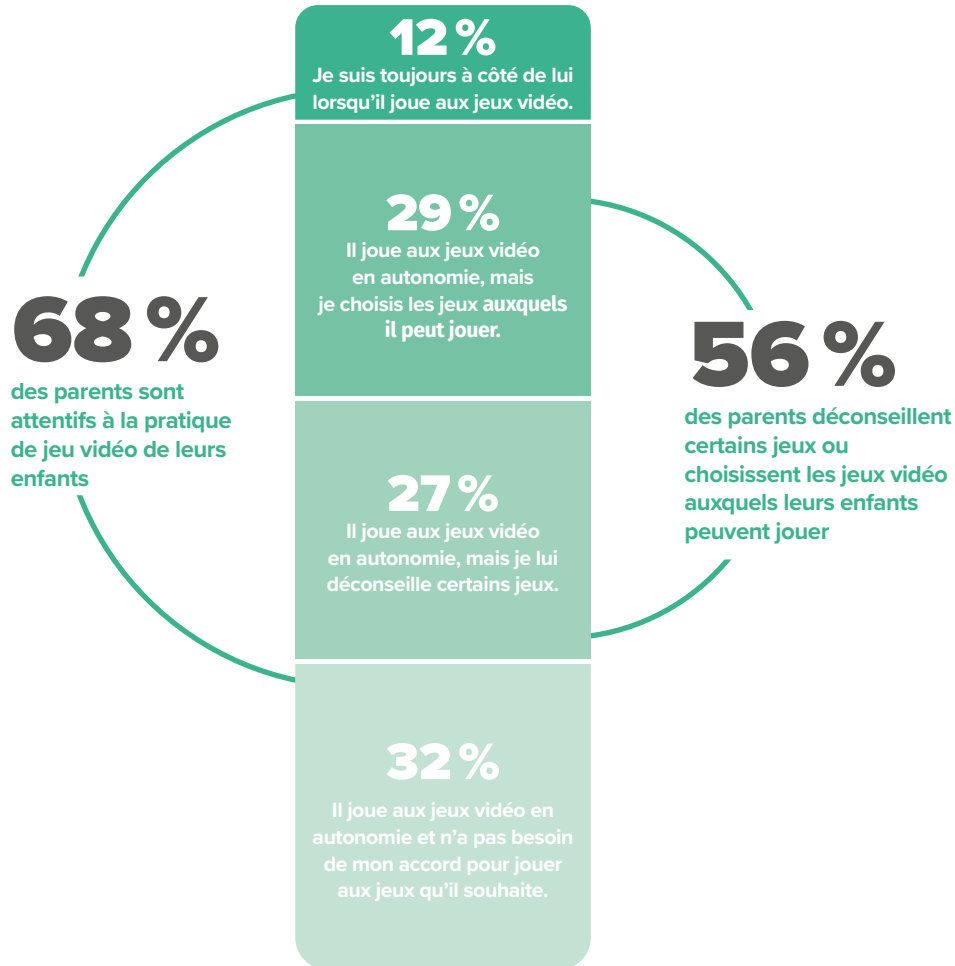 12 %
Je suis toujours à côté de lui
lorsqu'il joue aux jeux vidéo.
29 %
Il joue aux jeux vidéo
en autonomie, mais
je choisis les jeux auxquels
il peut jouer.
68 %
des parents sont
attentifs à la pratique
de jeu vidéo de leurs
enfants
56 %
des parents déconseillent
certains jeux ou
choisissent les jeux vidéo
auxquels leurs enfants
peuvent jouer
27 %
Il joue aux jeux vidéo
en autonomie, mais je lui
déconseille certains jeux.
32 %
Il joue aux jeux vidéo en
autonomie et n'a pas besoin
de mon accord pour jouer
aux jeux qu'il souhaite.